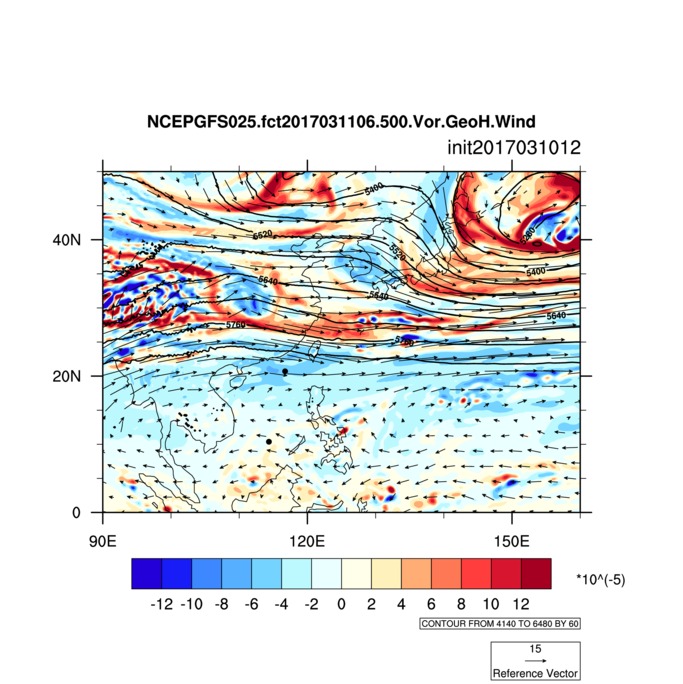 NCEPGFS025.fct2017031106.500.Vor.GeoH.Wind
init2017031012
5400
5520
5520
5280
40N
5400
5640
5640
5640
5760
5760
20N
0
90E 120E 150E
-12 -10 -8 -6 -4 -2 0 2 4 6 8 10 12
*10^(-5)
CONTOUR FROM 4140 TO 6480 BY 60
15
Reference Vector